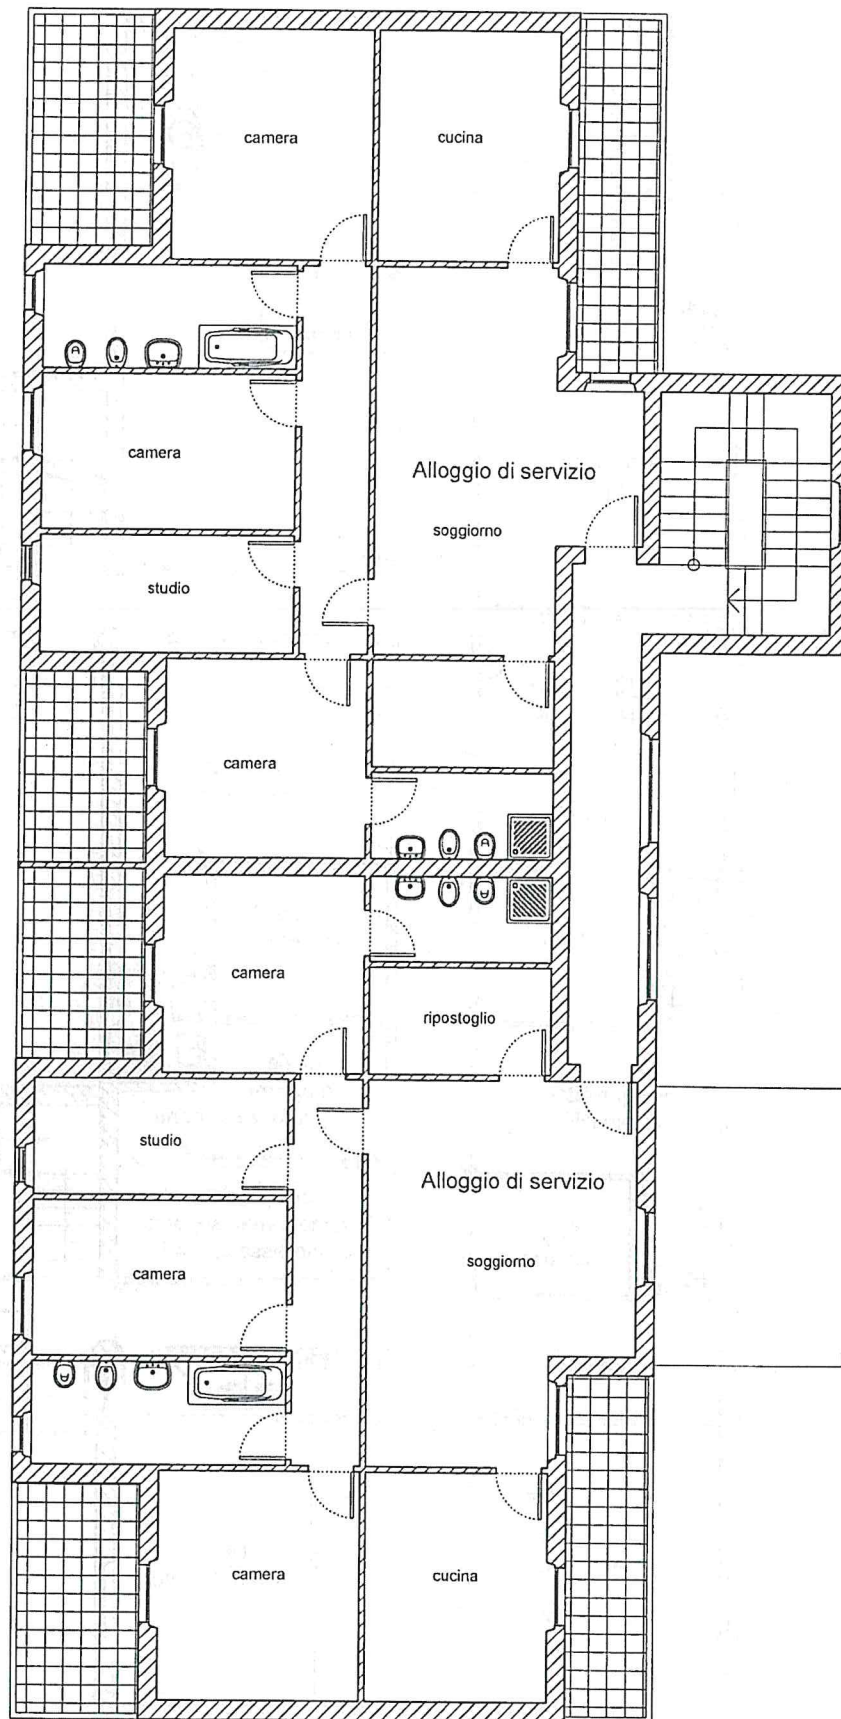 camera
cucina
camera
Alloggio di servizio
soggiorno
studio
camera
camera
ripostoglio
studio
Alloggio di servizio
camera
soggiorno
camera
cucina